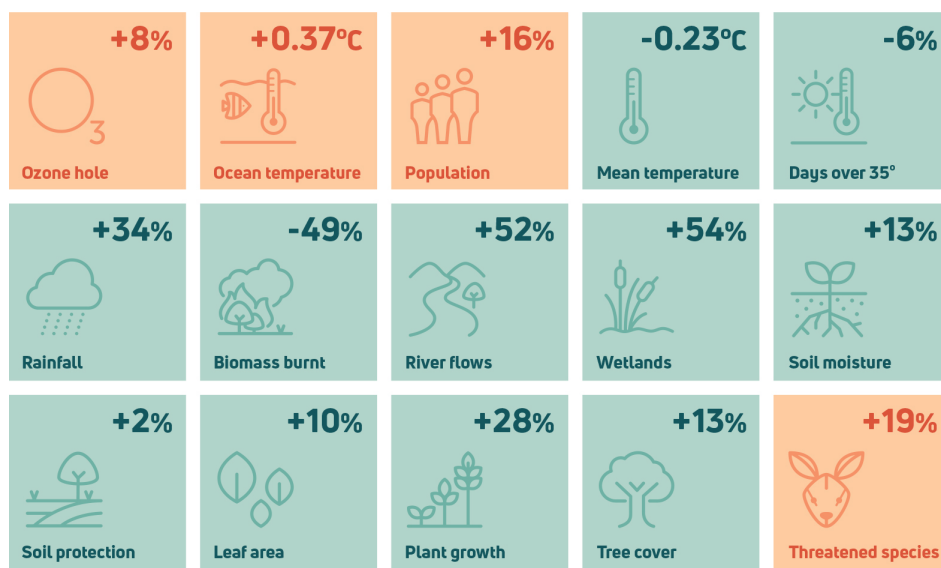 +8%
3
Ozone hole
+0.37°C
Ocean temperature
+16%
Population
-0.23°C
Mean temperature
-6%
Days over 35°
+34%
Rainfall
-49%
Biomass burnt
+52%
River flows
+54%
Wetlands
+13%
Soil moisture
+2%
Soil protection
+10%
Leaf area
+28%
Plant growth
+13%
Tree cover
+19%
Threatened species